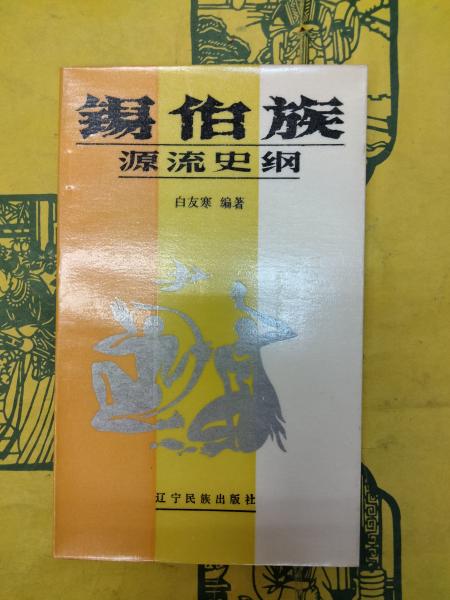 锡伯族
源流史纲
白友寒 编著
辽宁民族出版社